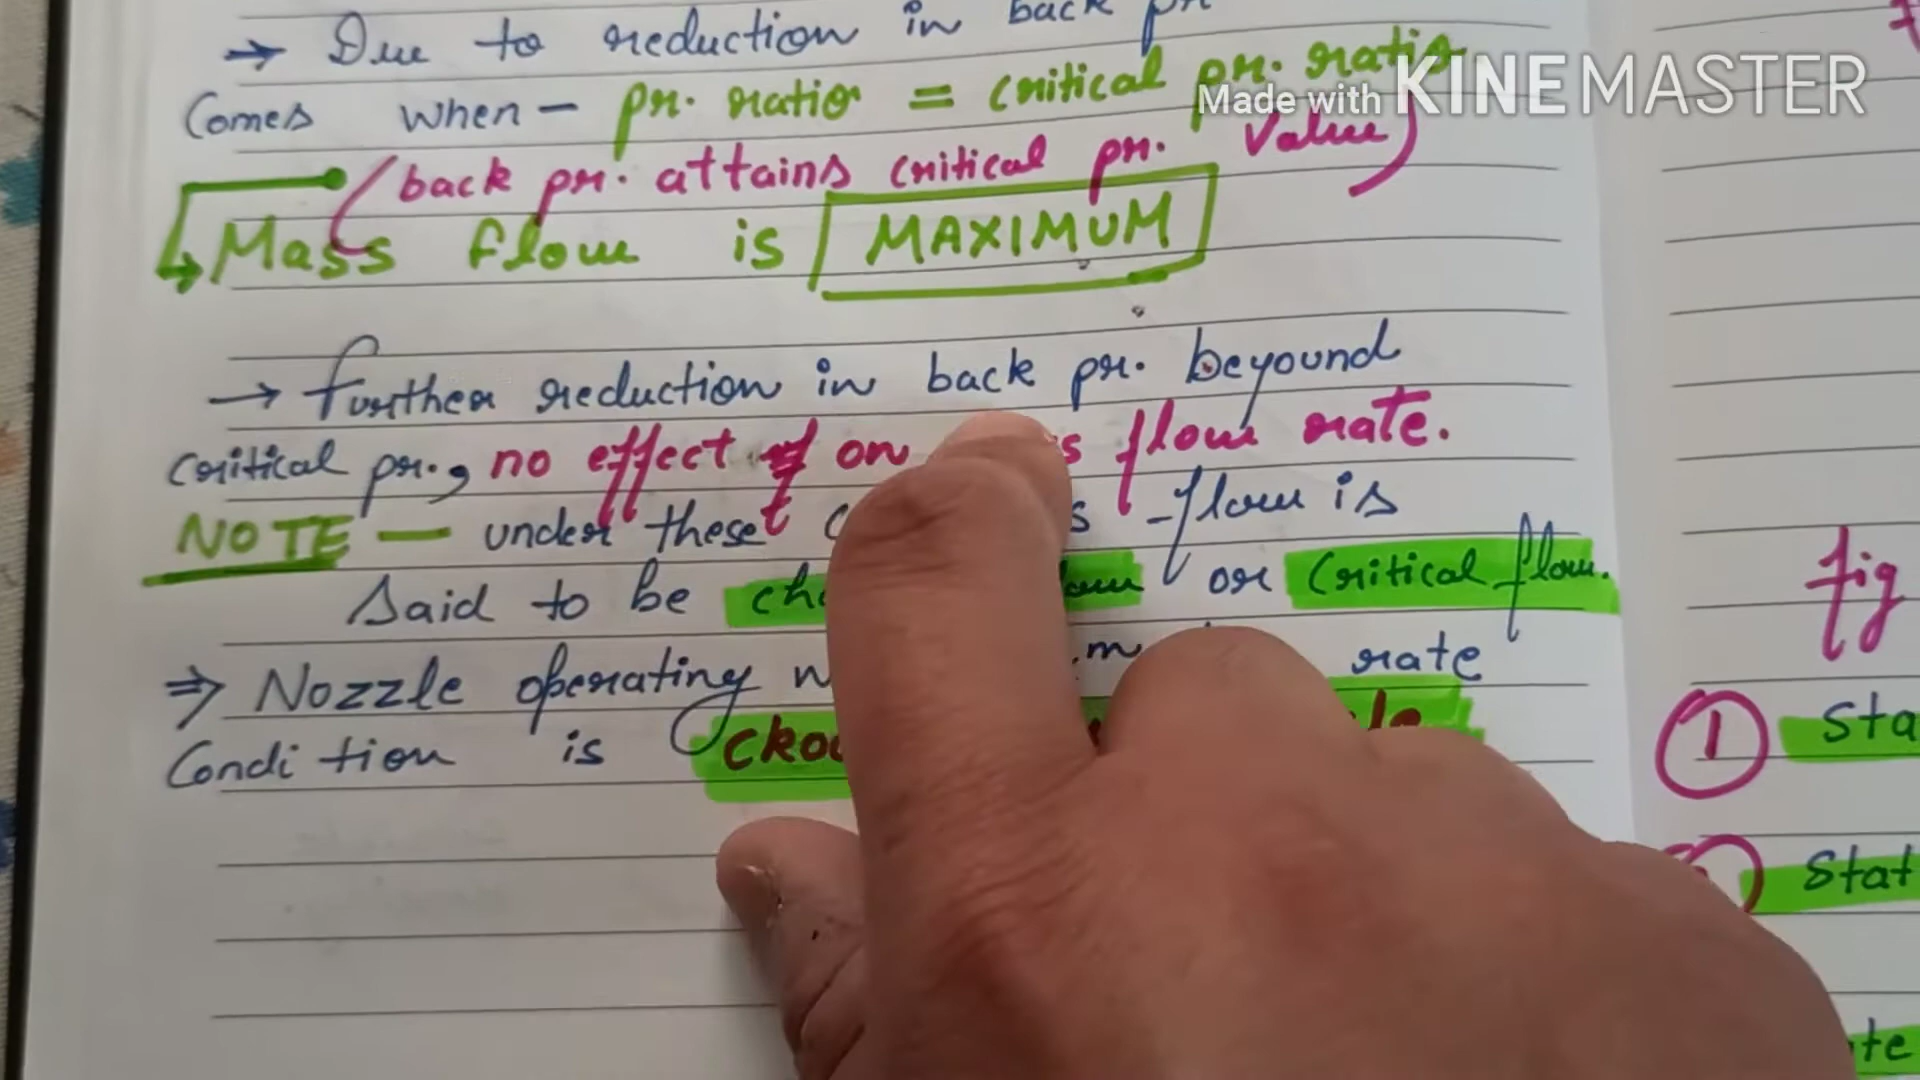 → Due to reduction in back pr
Comes when - pr. ratio = critical pr. ratio
Made with KINEMASTER
(back pr. attains critical pr. value)
Mass flow is MAXIMUM
→ further reduction in back pr. beyound
critical pr., no effect on flow rate.
NOTE — under these flow is
Said to be or Critical flow.
⇒ Nozzle operating rate
Condition is
fig
1 Sta
Stat
te